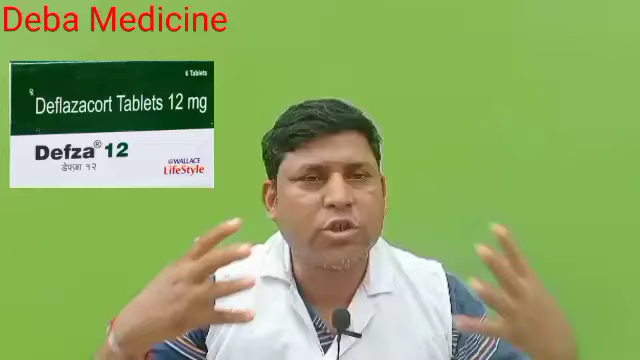 Deba Medicine
6 Tablets
Deflazacort Tablets 12 mg
Defza® 12
डेफ्ज़ा १२
WALLACE
LifeStyle